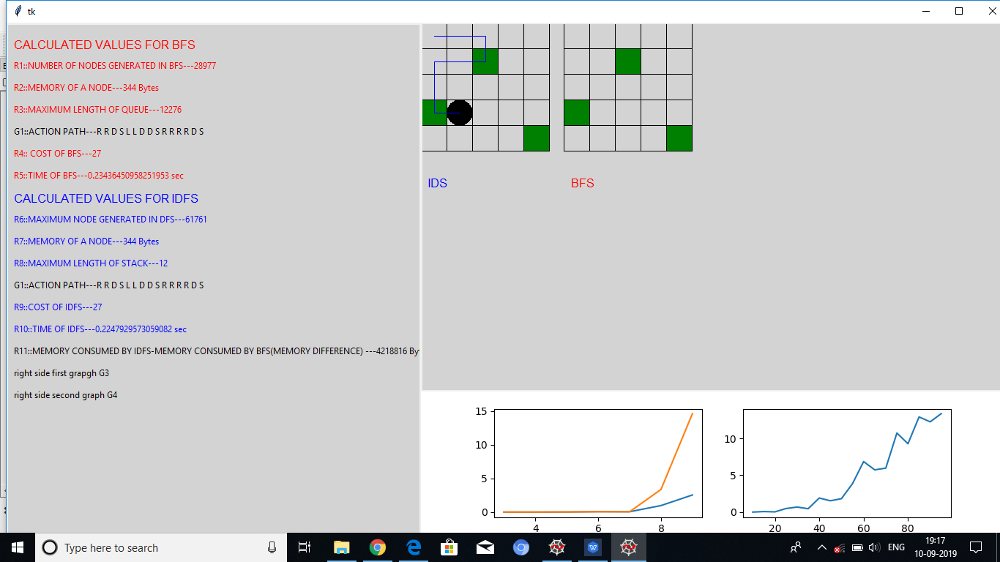 tk
CALCULATED VALUES FOR BFS
R1::NUMBER OF NODES GENERATED IN BFS---28977
R2::MEMORY OF A NODE---344 Bytes
R3::MAXIMUM LENGTH OF QUEUE---12276
G1::ACTION PATH---R R D S L L D D S R R R R D S
R4:: COST OF BFS---27
R5::TIME OF BFS---0.23436450958251953 sec
CALCULATED VALUES FOR IDFS
R6::MAXIMUM NODE GENERATED IN DFS---61761
R7::MEMORY OF A NODE---344 Bytes
R8::MAXIMUM LENGTH OF STACK---12
G1::ACTION PATH---R R D S L L D D S R R R R D S
R9::COST OF IDFS---27
R10::TIME OF IDFS---0.2247929573059082 sec
R11::MEMORY CONSUMED BY IDFS-MEMORY CONSUMED BY BFS(MEMORY DIFFERENCE) ---4218816 By
right side first grapgh G3
right side second graph G4
IDS
BFS
15
10
5
0
4
6
8
10
5
0
20
40
60
80
Type here to search
ENG
19:17
10-09-2019